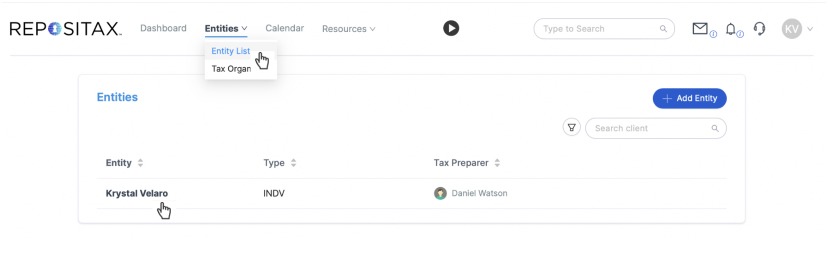 REPOSITAX
Dashboard Entities Calendar Resources Type to Search KV
Entity List
Tax Organ
Entities
+ Add Entity
Search client
Entity Type Tax Preparer
Krystal Velaro INDV Daniel Watson